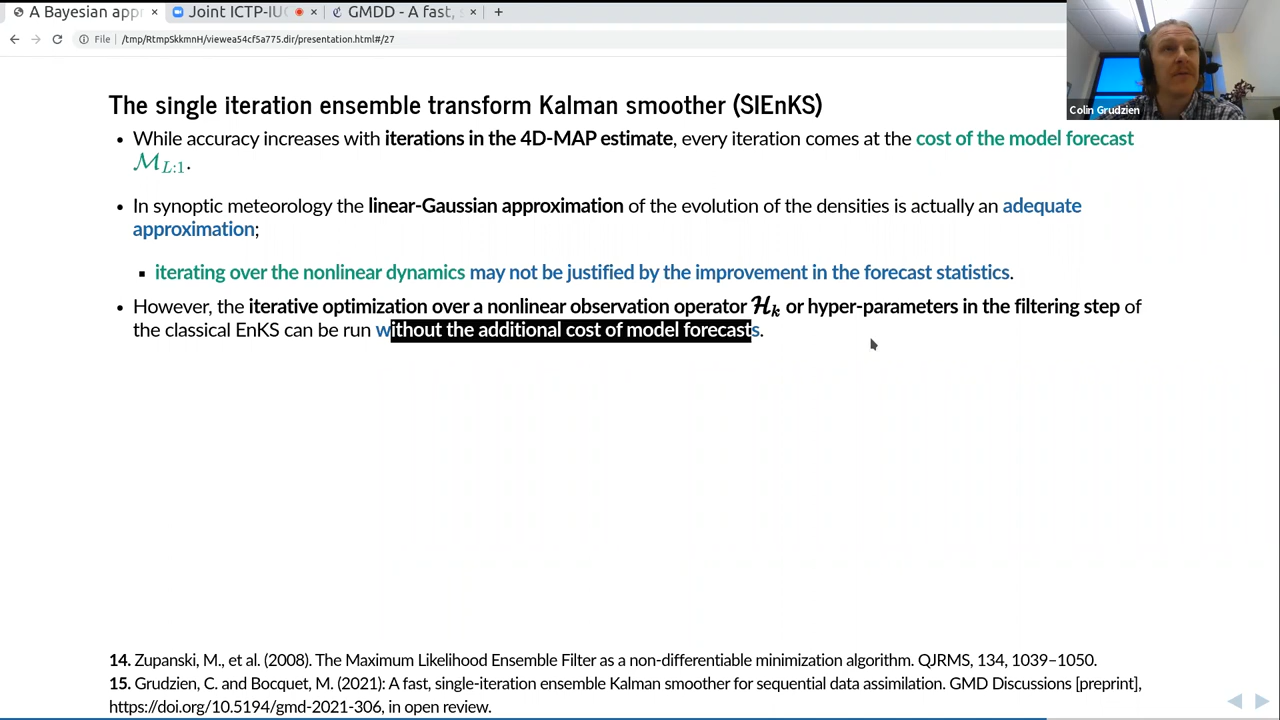 A Bayesian app
Joint ICTP-IU
GMDD - A fast,
File /tmp/RtmpSkkmnH/viewea54cf5a775.dir/presentation.html#/27
Colin Grudzien
The single iteration ensemble transform Kalman smoother (SIEnKS)
• While accuracy increases with iterations in the 4D-MAP estimate, every iteration comes at the cost of the model forecast
ℳL:1.
• In synoptic meteorology the linear-Gaussian approximation of the evolution of the densities is actually an adequate
approximation;
▪ iterating over the nonlinear dynamics may not be justified by the improvement in the forecast statistics.
• However, the iterative optimization over a nonlinear observation operator ℋk or hyper-parameters in the filtering step of
the classical EnKS can be run without the additional cost of model forecasts.
14. Zupanski, M., et al. (2008). The Maximum Likelihood Ensemble Filter as a non-differentiable minimization algorithm. QJRMS, 134, 1039–1050.
15. Grudzien, C. and Bocquet, M. (2021): A fast, single-iteration ensemble Kalman smoother for sequential data assimilation. GMD Discussions [preprint],
https://doi.org/10.5194/gmd-2021-306, in open review.